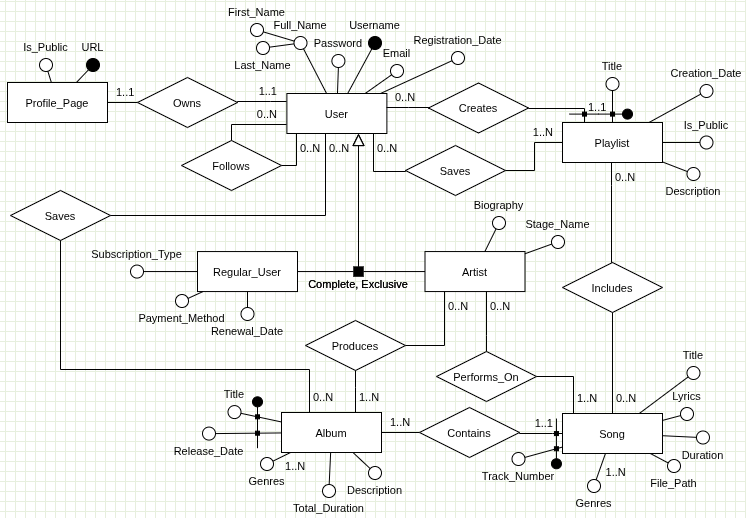 First_Name
Full_Name
Username
Is_Public
URL
Last_Name
Password
Email
Registration_Date
Title
Creation_Date
Profile_Page
1..1
Owns
1..1
User
0..N
Creates
1..1
0..N
Playlist
Is_Public
Follows
0..N
0..N
0..N
Saves
1..N
0..N
Description
Saves
Biography
Stage_Name
Subscription_Type
Regular_User
Complete, Exclusive
Artist
Includes
Payment_Method
Renewal_Date
0..N
0..N
Produces
Performs_On
Title
Title
0..N
1..N
1..N
0..N
Lyrics
Release_Date
Album
1..N
Contains
1..1
Song
Duration
Genres
1..N
Description
Total_Duration
Track_Number
1..N
File_Path
Genres